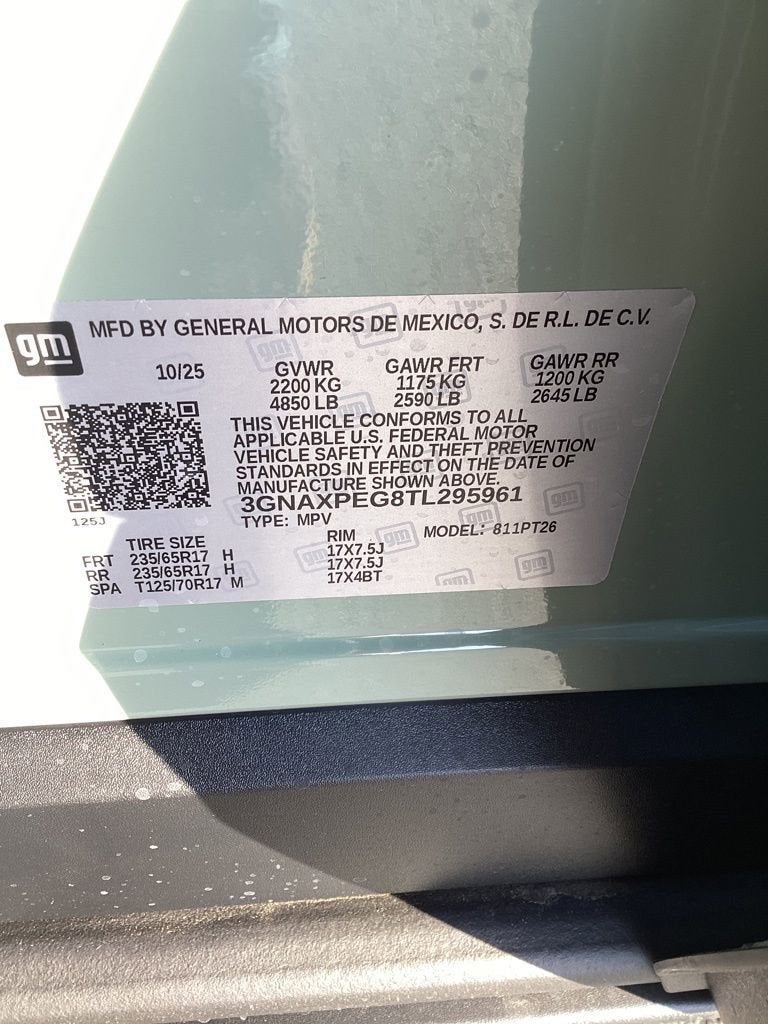 gm
MFD BY GENERAL MOTORS DE MEXICO, S. DE R.L. DE C.V.
10/25 GVWR GAWR FRT GAWR RR
2200 KG 1175 KG 1200 KG
4850 LB 2590 LB 2645 LB
THIS VEHICLE CONFORMS TO ALL
APPLICABLE U.S. FEDERAL MOTOR
VEHICLE SAFETY AND THEFT PREVENTION
STANDARDS IN EFFECT ON THE DATE OF
MANUFACTURE SHOWN ABOVE.
3GNAXPEG8TL295961
125J
TYPE: MPV MODEL: 811PT26
TIRE SIZE RIM
FRT 235/65R17 H 17X7.5J
RR 235/65R17 H 17X7.5J
SPA T125/70R17 M 17X4BT